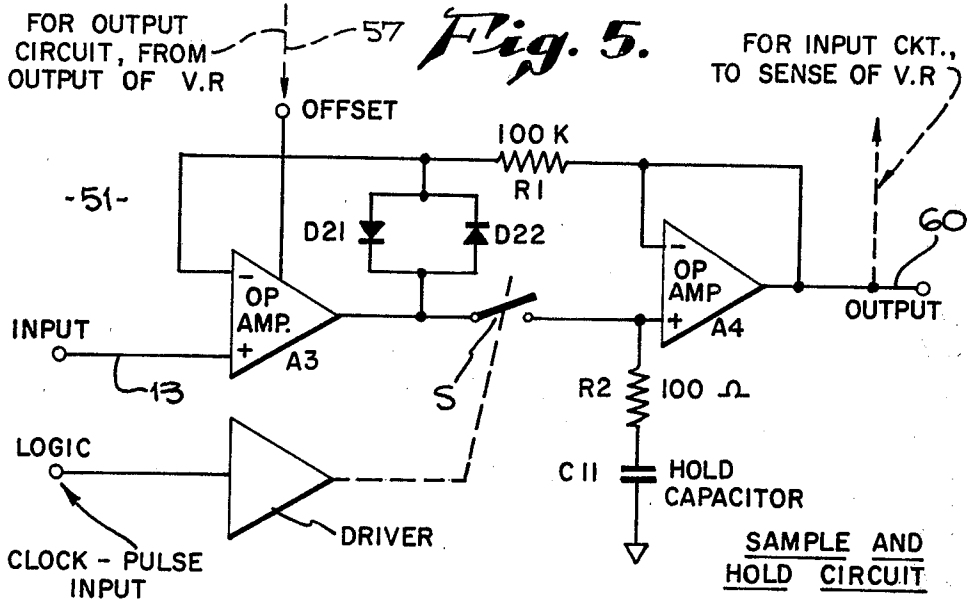 FOR OUTPUT
CIRCUIT, FROM
OUTPUT OF V.R
57
Fig. 5.
FOR INPUT CKT.,
TO SENSE OF V.R
OFFSET
100 K
R1
-51-
D21
D22
60
-
OP
AMP.
+
A3
-
OP
AMP
+
A4
OUTPUT
INPUT
13
S
R2
100 Ω
LOGIC
C11
HOLD
CAPACITOR
DRIVER
CLOCK - PULSE
INPUT
SAMPLE AND
HOLD CIRCUIT